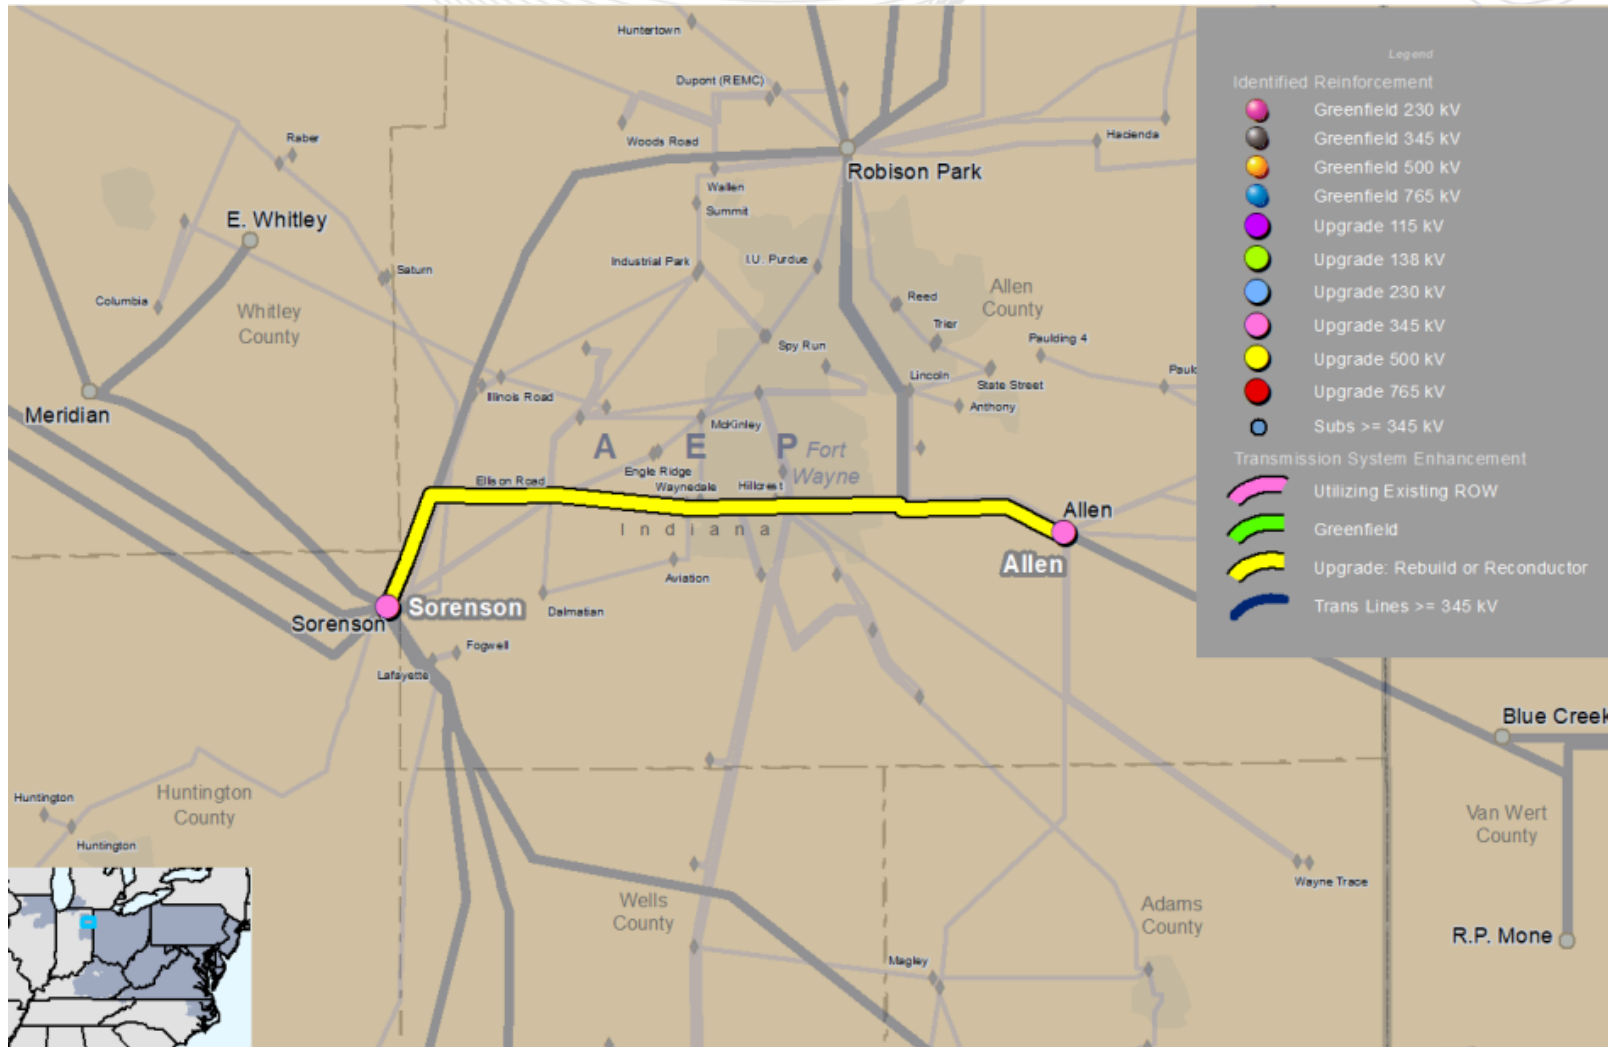 Huntertown
Dupont (REMC)
Woods Road
Raber
Wallen
Summit
Robison Park
Hacienda
E. Whitley
Saturn
Industrial Park
I.U. Purdue
Columbia
Whitley
County
Allen
County
Reed
Trier
Paulding 4
Spy Run
Lincoln
State Street
Paulc
Anthony
Illinois Road
Meridian
McKinley
A E P
Fort
Wayne
Engle Ridge
Waynedale
Hillcrest
Ellison Road
Indiana
Allen
Allen
Aviation
Dalmatian
Sorenson
Sorenson
Fogwell
Lafayette
Blue Creek
Huntington
Huntington
County
Huntington
Van Wert
County
Wayne Trace
Wells
County
Adams
County
R.P. Mone
Magley
Legend
Identified Reinforcement
Greenfield 230 kV
Greenfield 345 kV
Greenfield 500 kV
Greenfield 765 kV
Upgrade 115 kV
Upgrade 138 kV
Upgrade 230 kV
Upgrade 345 kV
Upgrade 500 kV
Upgrade 765 kV
Subs >= 345 kV
Transmission System Enhancement
Utilizing Existing ROW
Greenfield
Upgrade: Rebuild or Reconductor
Trans Lines >= 345 kV